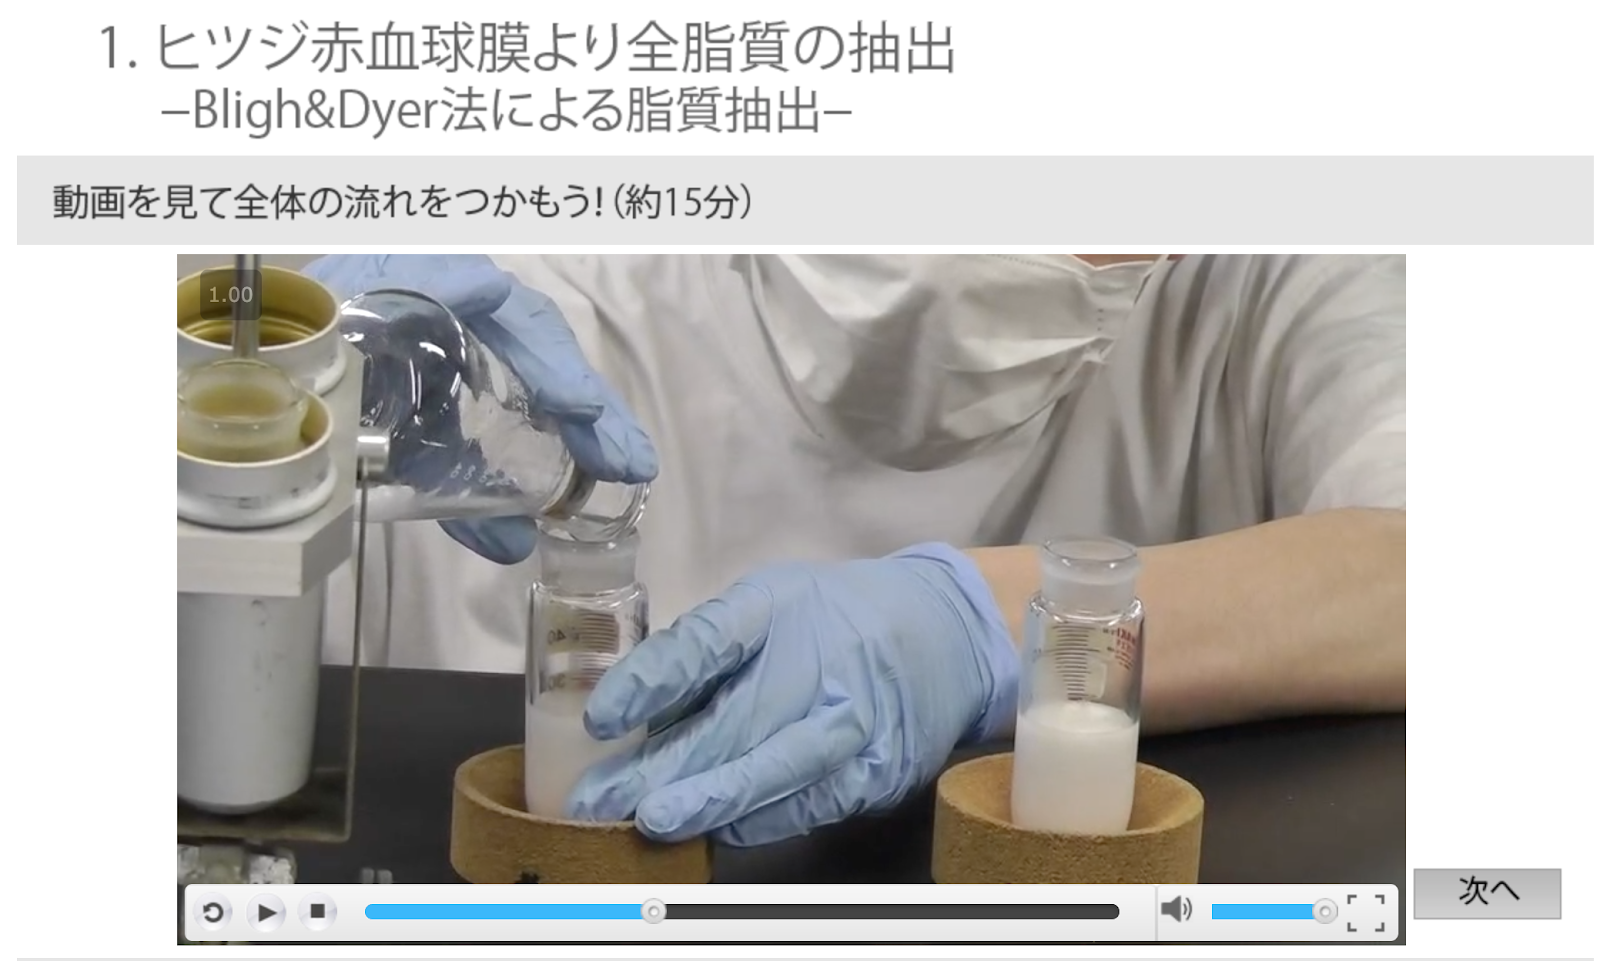 1. ヒツジ赤血球膜より全脂質の抽出
–Bligh&Dyer法による脂質抽出–
動画を見て全体の流れをつかもう!(約15分)
1.00
40
次へ